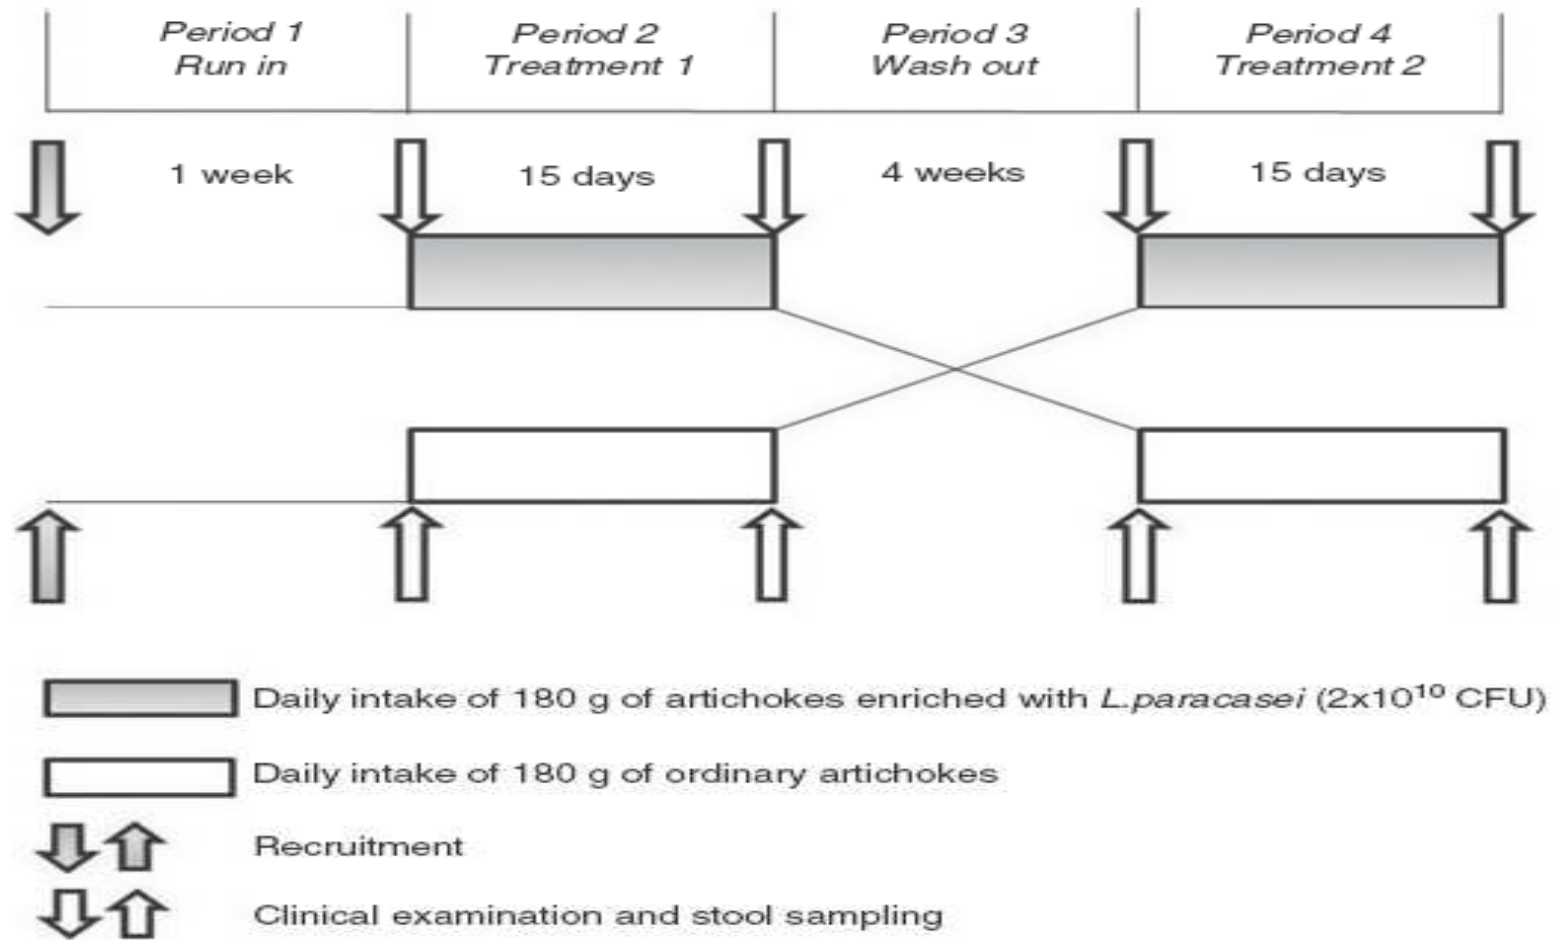 Period 1
Run in
Period 2
Treatment 1
Period 3
Wash out
Period 4
Treatment 2
1 week
15 days
4 weeks
15 days
Daily intake of 180 g of artichokes enriched with L.paracasei (2x10¹⁰ CFU)
Daily intake of 180 g of ordinary artichokes
Recruitment
Clinical examination and stool sampling